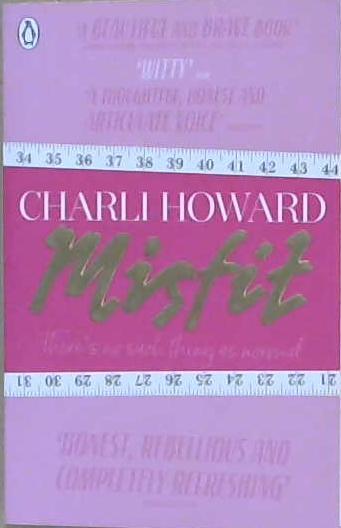 'A BEAUTIFUL AND BRAVE BOOK'
'WITTY'
'A THOUGHTFUL, HONEST AND
ARTICULATE VOICE'
34 35 36 37 38 39 40 41 42 43 44
CHARLI HOWARD
Misfit
There's no such thing as normal
31 30 29 28 27 26 25 24 23 22 21
'HONEST, REBELLIOUS AND
COMPLETELY REFRESHING'